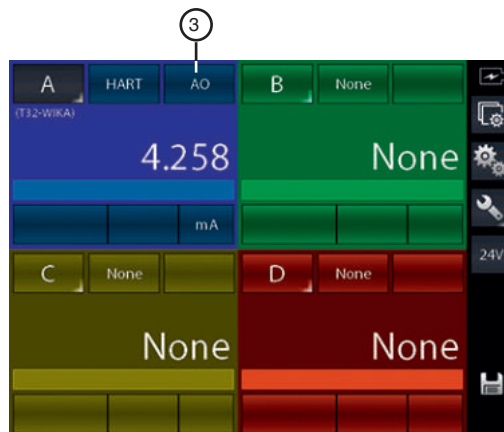 3
A HART AO
(T32-WIKA)
4.258
mA
B None
None
C None
None
D None
None
24V